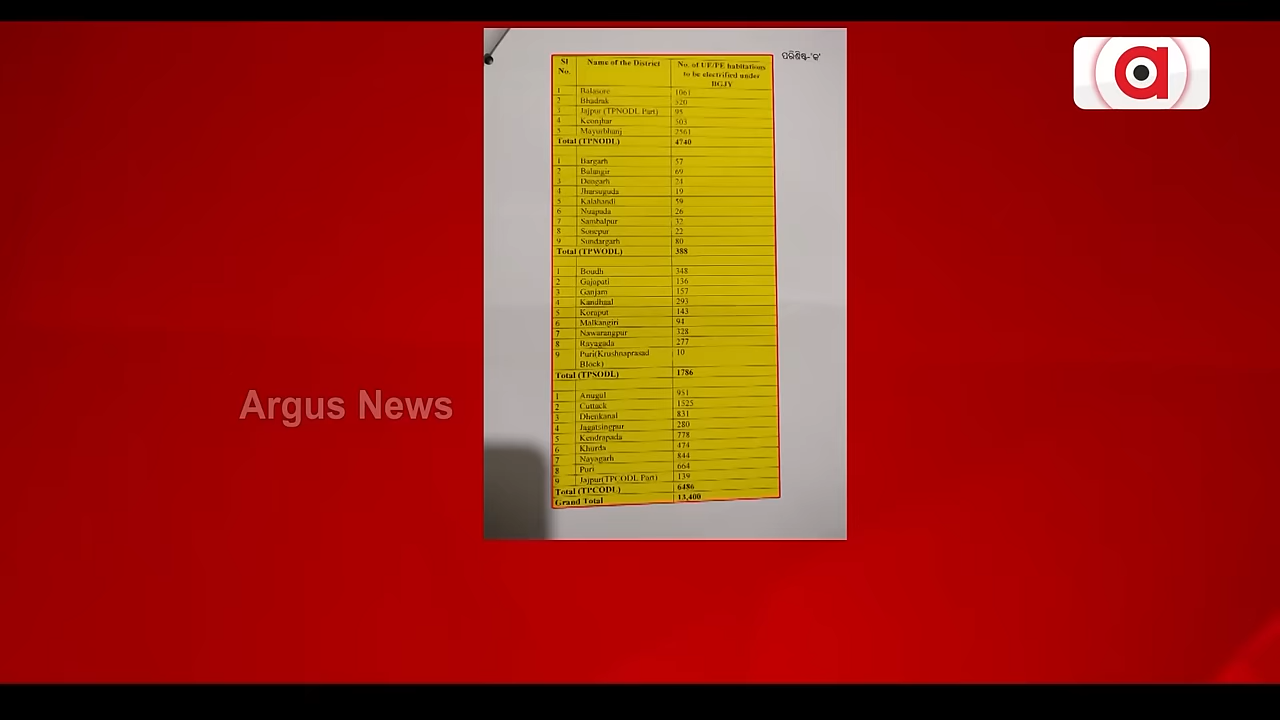 ପରିଶିଷ୍ଟ-'କ'
Sl No. Name of the District No. of UE/PE habitations to be electrified under BGJY
1 Balasore 1061
2 Bhadrak 520
3 Jajpur (TPNODL Part) 95
4 Keonjhar 503
5 Mayurbhanj 2561
Total (TPNODL) 4740
1 Bargarh 57
2 Balangir 69
3 Deogarh 24
4 Jharsuguda 19
5 Kalahandi 59
6 Nuapada 26
7 Sambalpur 32
8 Sonepur 22
9 Sundargarh 80
Total (TPWODL) 388
1 Boudh 348
2 Gajapati 136
3 Ganjam 157
4 Kandhaal 293
5 Koraput 143
6 Malkangiri 94
7 Nawarangpur 328
8 Rayagada 277
9 Puri(Krushnaprasad Block) 10
Total (TPSODL) 1786
1 Anugul 951
2 Cuttack 1525
3 Dhenkanal 831
4 Jagatsingpur 280
5 Kendrapada 778
6 Khurda 474
7 Nayagarh 844
8 Puri 664
9 Jajpur(TPCODL Part) 139
Total (TPCODL) 6486
Grand Total 13,400
Argus News